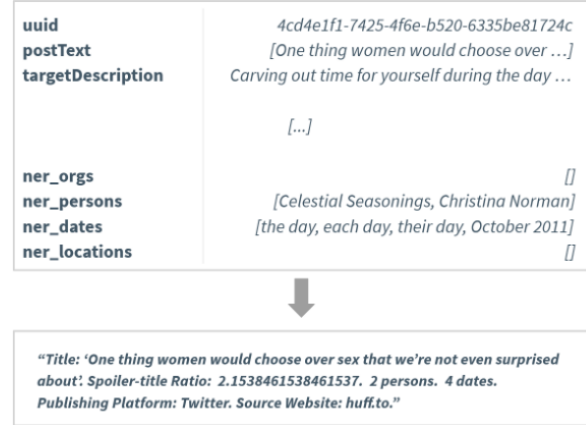 uuid 4cd4e1f1-7425-4f6e-b520-6335be81724c
postText [One thing women would choose over ...]
targetDescription Carving out time for yourself during the day ...
[...]
ner_orgs []
ner_persons [Celestial Seasonings, Christina Norman]
ner_dates [the day, each day, their day, October 2011]
ner_locations []
“Title: ‘One thing women would choose over sex that we’re not even surprised
about’. Spoiler-title Ratio: 2.1538461538461537. 2 persons. 4 dates.
Publishing Platform: Twitter. Source Website: huff.to.”